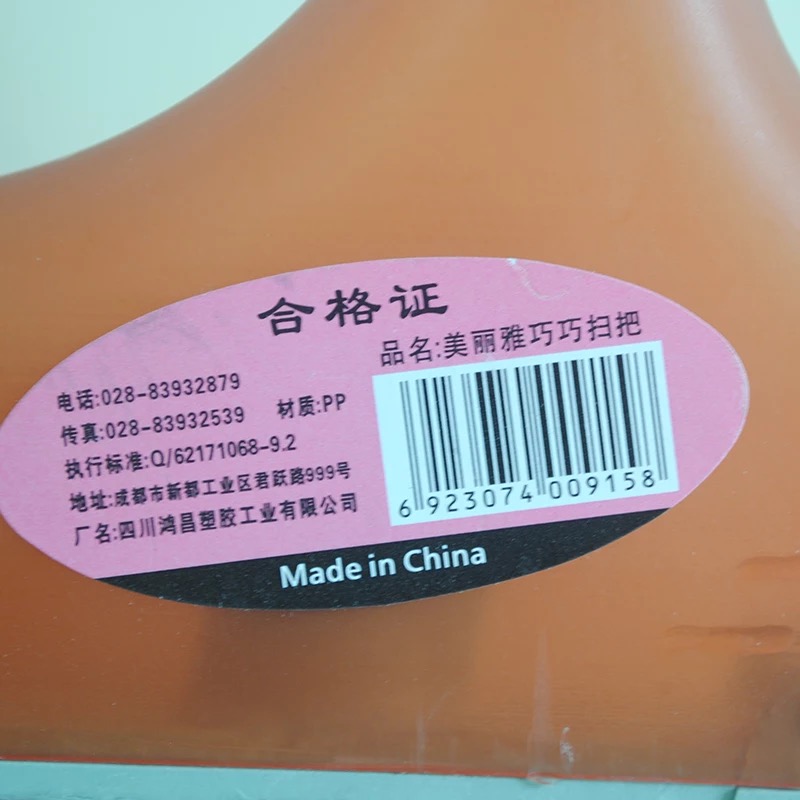 合格证
品名:美丽雅巧巧扫把
电话:028-83932879
传真:028-83932539 材质:PP
执行标准:Q/62171068-9.2
地址:成都市新都工业区君跃路999号
厂名:四川鸿昌塑胶工业有限公司
6 923074 009158
Made in China